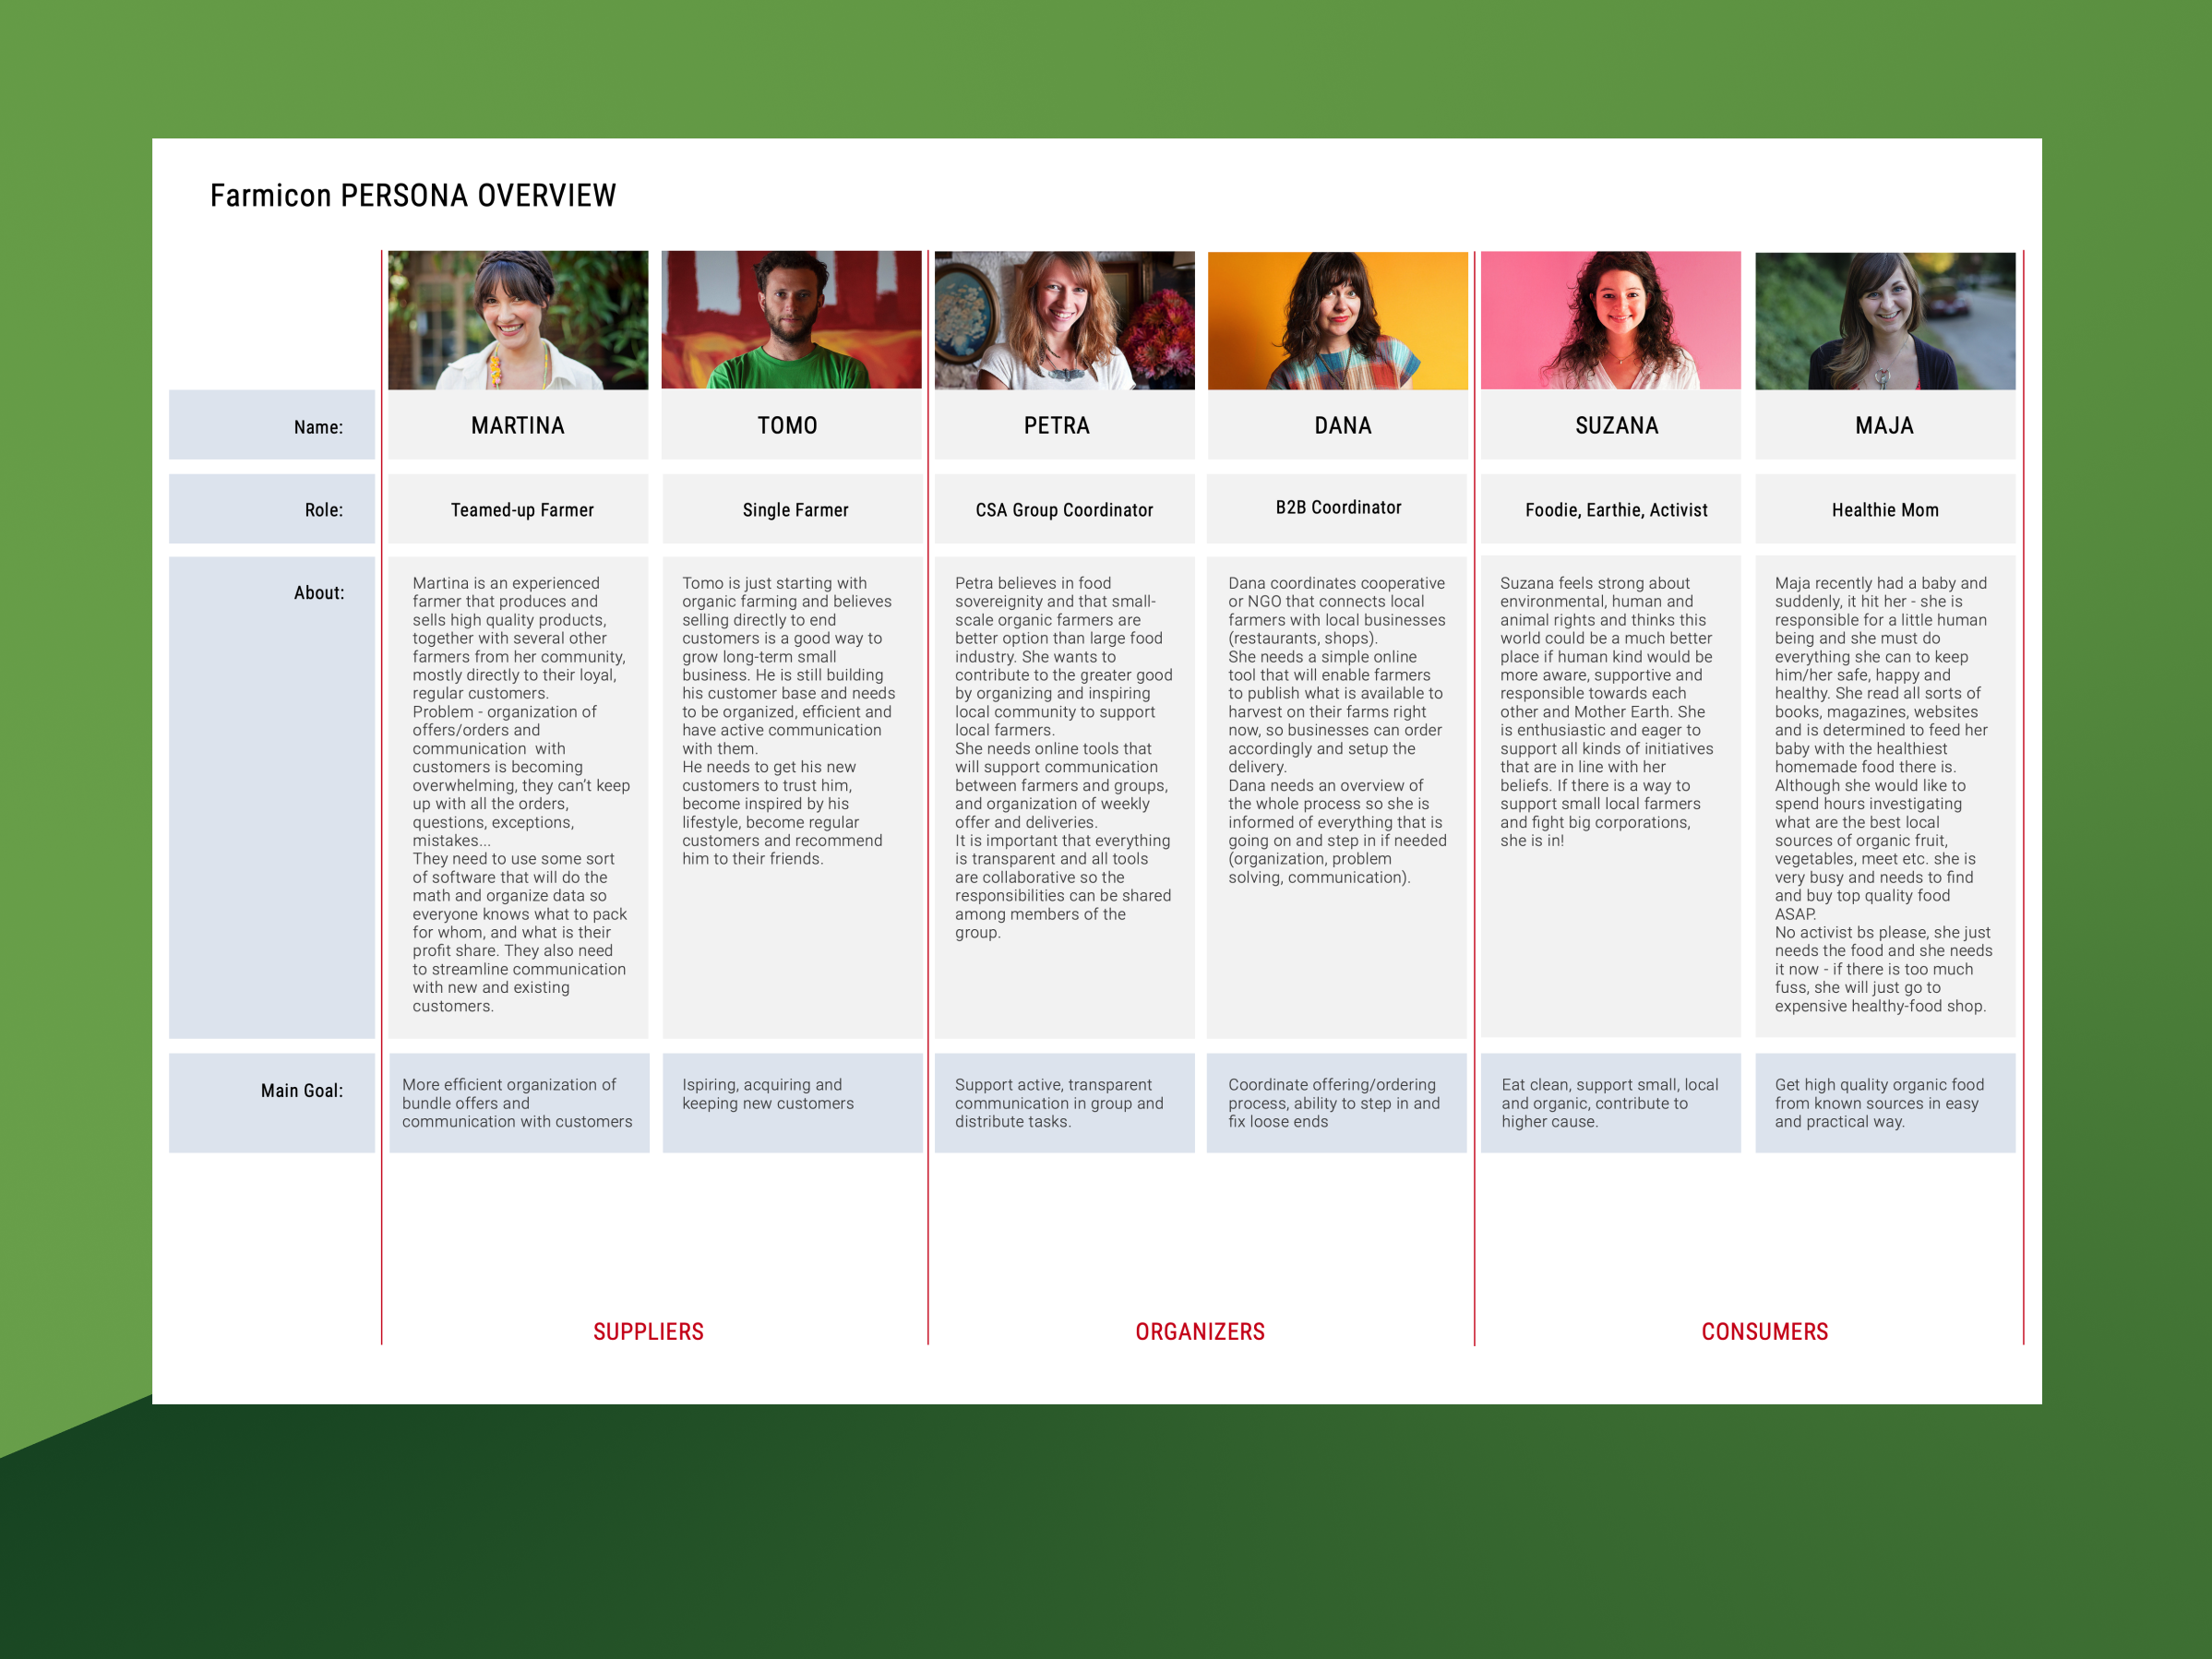 Farmicon PERSONA OVERVIEW
Name:
MARTINA
TOMO
PETRA
DANA
SUZANA
MAJA
Role:
Teamed-up Farmer
Single Farmer
CSA Group Coordinator
B2B Coordinator
Foodie, Earthie, Activist
Healthie Mom
About:
Martina is an experienced
farmer that produces and
sells high quality products,
together with several other
farmers from her community,
mostly directly to their loyal,
regular customers.
Problem - organization of
offers/orders and
communication  with
customers is becoming
overwhelming, they can't keep
up with all the orders,
questions, exceptions,
mistakes...
They need to use some sort
of software that will do the
math and organize data so
everyone knows what to pack
for whom, and what is their
profit share. They also need
to streamline communication
with new and existing
customers.
Tomo is just starting with
organic farming and believes
selling directly to end
customers is a good way to
grow long-term small
business. He is still building
his customer base and needs
to be organized, efficient and
have active communication
with them.
He needs to get his new
customers to trust him,
become inspired by his
lifestyle, become regular
customers and recommend
him to their friends.
Petra believes in food
sovereignity and that small-
scale organic farmers are
better option than large food
industry. She wants to
contribute to the greater good
by organizing and inspiring
local community to support
local farmers.
She needs online tools that
will support communication
between farmers and groups,
and organization of weekly
offer and deliveries.
It is important that everything
is transparent and all tools
are collaborative so the
responsibilities can be shared
among members of the
group.
Dana coordinates cooperative
or NGO that connects local
farmers with local businesses
(restaurants, shops).
She needs a simple online
tool that will enable farmers
to publish what is available to
harvest on their farms right
now, so businesses can order
accordingly and setup the
delivery.
Dana needs an overview of
the whole process so she is
informed of everything that is
going on and step in if needed
(organization, problem
solving, communication).
Suzana feels strong about
environmental, human and
animal rights and thinks this
world could be a much better
place if human kind would be
more aware, supportive and
responsible towards each
other and Mother Earth. She
is enthusiastic and eager to
support all kinds of initiatives
that are in line with her
beliefs. If there is a way to
support small local farmers
and fight big corporations,
she is in!
Maja recently had a baby and
suddenly, it hit her - she is
responsible for a little human
being and she must do
everything she can to keep
him/her safe, happy and
healthy. She read all sorts of
books, magazines, websites
and is determined to feed her
baby with the healthiest
homemade food there is.
Although she would like to
spend hours investigating
what are the best local
sources of organic fruit,
vegetables, meet etc. she is
very busy and needs to find
and buy top quality food
ASAP.
No activist bs please, she just
needs the food and she needs
it now - if there is too much
fuss, she will just go to
expensive healthy-food shop.
Main Goal:
More efficient organization of
bundle offers and
communication with customers
Ispiring, acquiring and
keeping new customers
Support active, transparent
communication in group and
distribute tasks.
Coordinate offering/ordering
process, ability to step in and
fix loose ends
Eat clean, support small, local
and organic, contribute to
higher cause.
Get high quality organic food
from known sources in easy
and practical way.
SUPPLIERS
ORGANIZERS
CONSUMERS